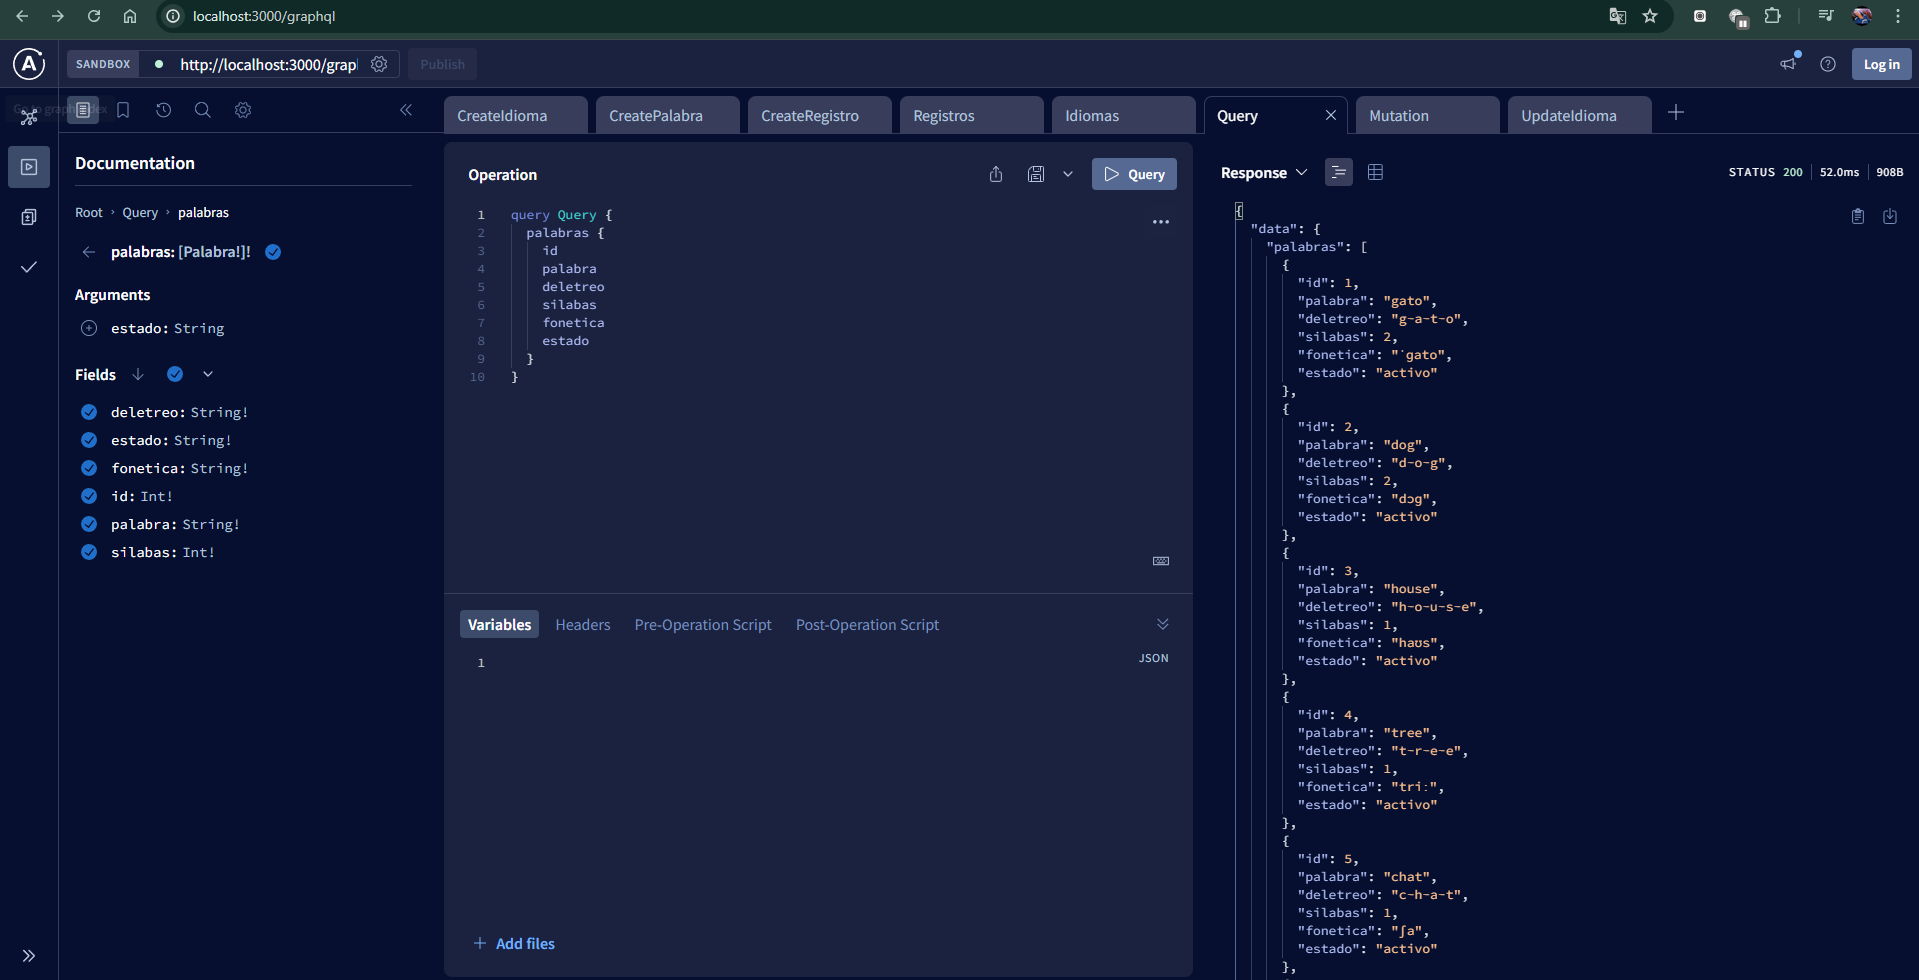 localhost:3000/graphql
SANDBOX
http://localhost:3000/grap
Publish
Log in
CreateIdioma
CreatePalabra
CreateRegistro
Registros
Idiomas
Query
Mutation
UpdateIdioma
Documentation
Root › Query › palabras
palabras: [Palabra!]!
Arguments
estado: String
Fields
deletreo: String!
estado: String!
fonetica: String!
id: Int!
palabra: String!
silabas: Int!
Operation
Query
1 query Query {
2 palabras {
3 id
4 palabra
5 deletreo
6 silabas
7 fonetica
8 estado
9 }
10 }
Variables
Headers
Pre-Operation Script
Post-Operation Script
1
JSON
Add files
Response
STATUS 200
52.0ms
908B
{
"data": {
"palabras": [
{
"id": 1,
"palabra": "gato",
"deletreo": "g-a-t-o",
"silabas": 2,
"fonetica": "ˈgato",
"estado": "activo"
},
{
"id": 2,
"palabra": "dog",
"deletreo": "d-o-g",
"silabas": 2,
"fonetica": "dɔg",
"estado": "activo"
},
{
"id": 3,
"palabra": "house",
"deletreo": "h-o-u-s-e",
"silabas": 1,
"fonetica": "haʊs",
"estado": "activo"
},
{
"id": 4,
"palabra": "tree",
"deletreo": "t-r-e-e",
"silabas": 1,
"fonetica": "triː",
"estado": "activo"
},
{
"id": 5,
"palabra": "chat",
"deletreo": "c-h-a-t",
"silabas": 1,
"fonetica": "ʃa",
"estado": "activo"
},